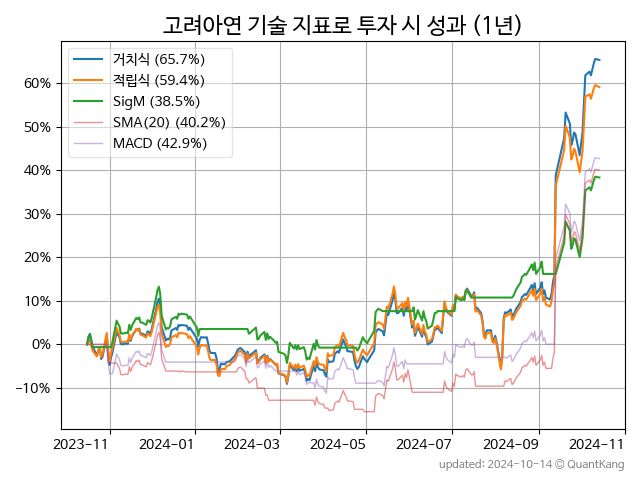 고려아연 기술 지표로 투자 시 성과 (1년)
거치식 (65.7%)
적립식 (59.4%)
SigM (38.5%)
SMA(20) (40.2%)
MACD (42.9%)
60%
50%
40%
30%
20%
10%
0%
−10%
2023-11 2024-01 2024-03 2024-05 2024-07 2024-09 2024-11
updated: 2024-10-14 © QuantKang